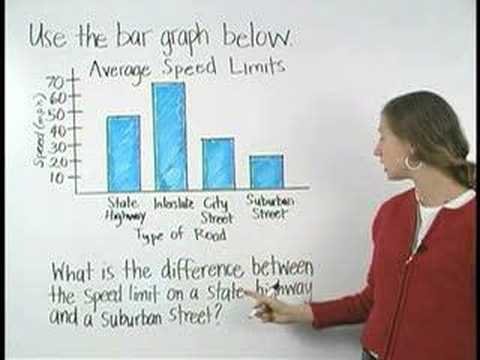 Use the bar graph below.
Average Speed Limits
Speed (mph)
70
60
50
40
30
20
10
State Highway
Interstate
City Street
Suburban Street
Type of Road
What is the difference between
the speed limit on a state highway
and a suburban street?